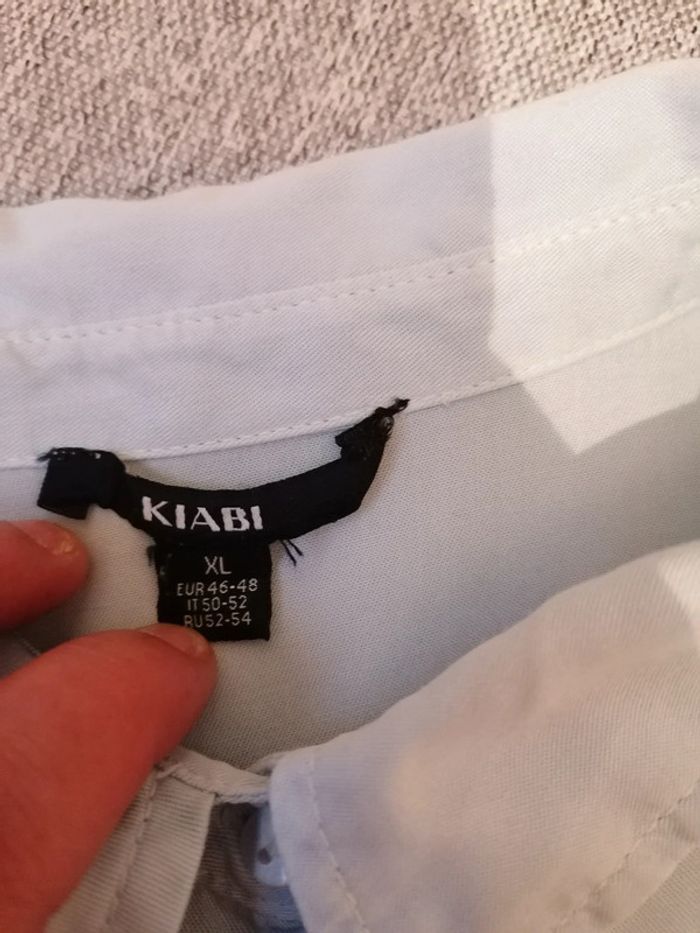 KIABI
XL
EUR 46-48
IT 50-52
RU 52-54